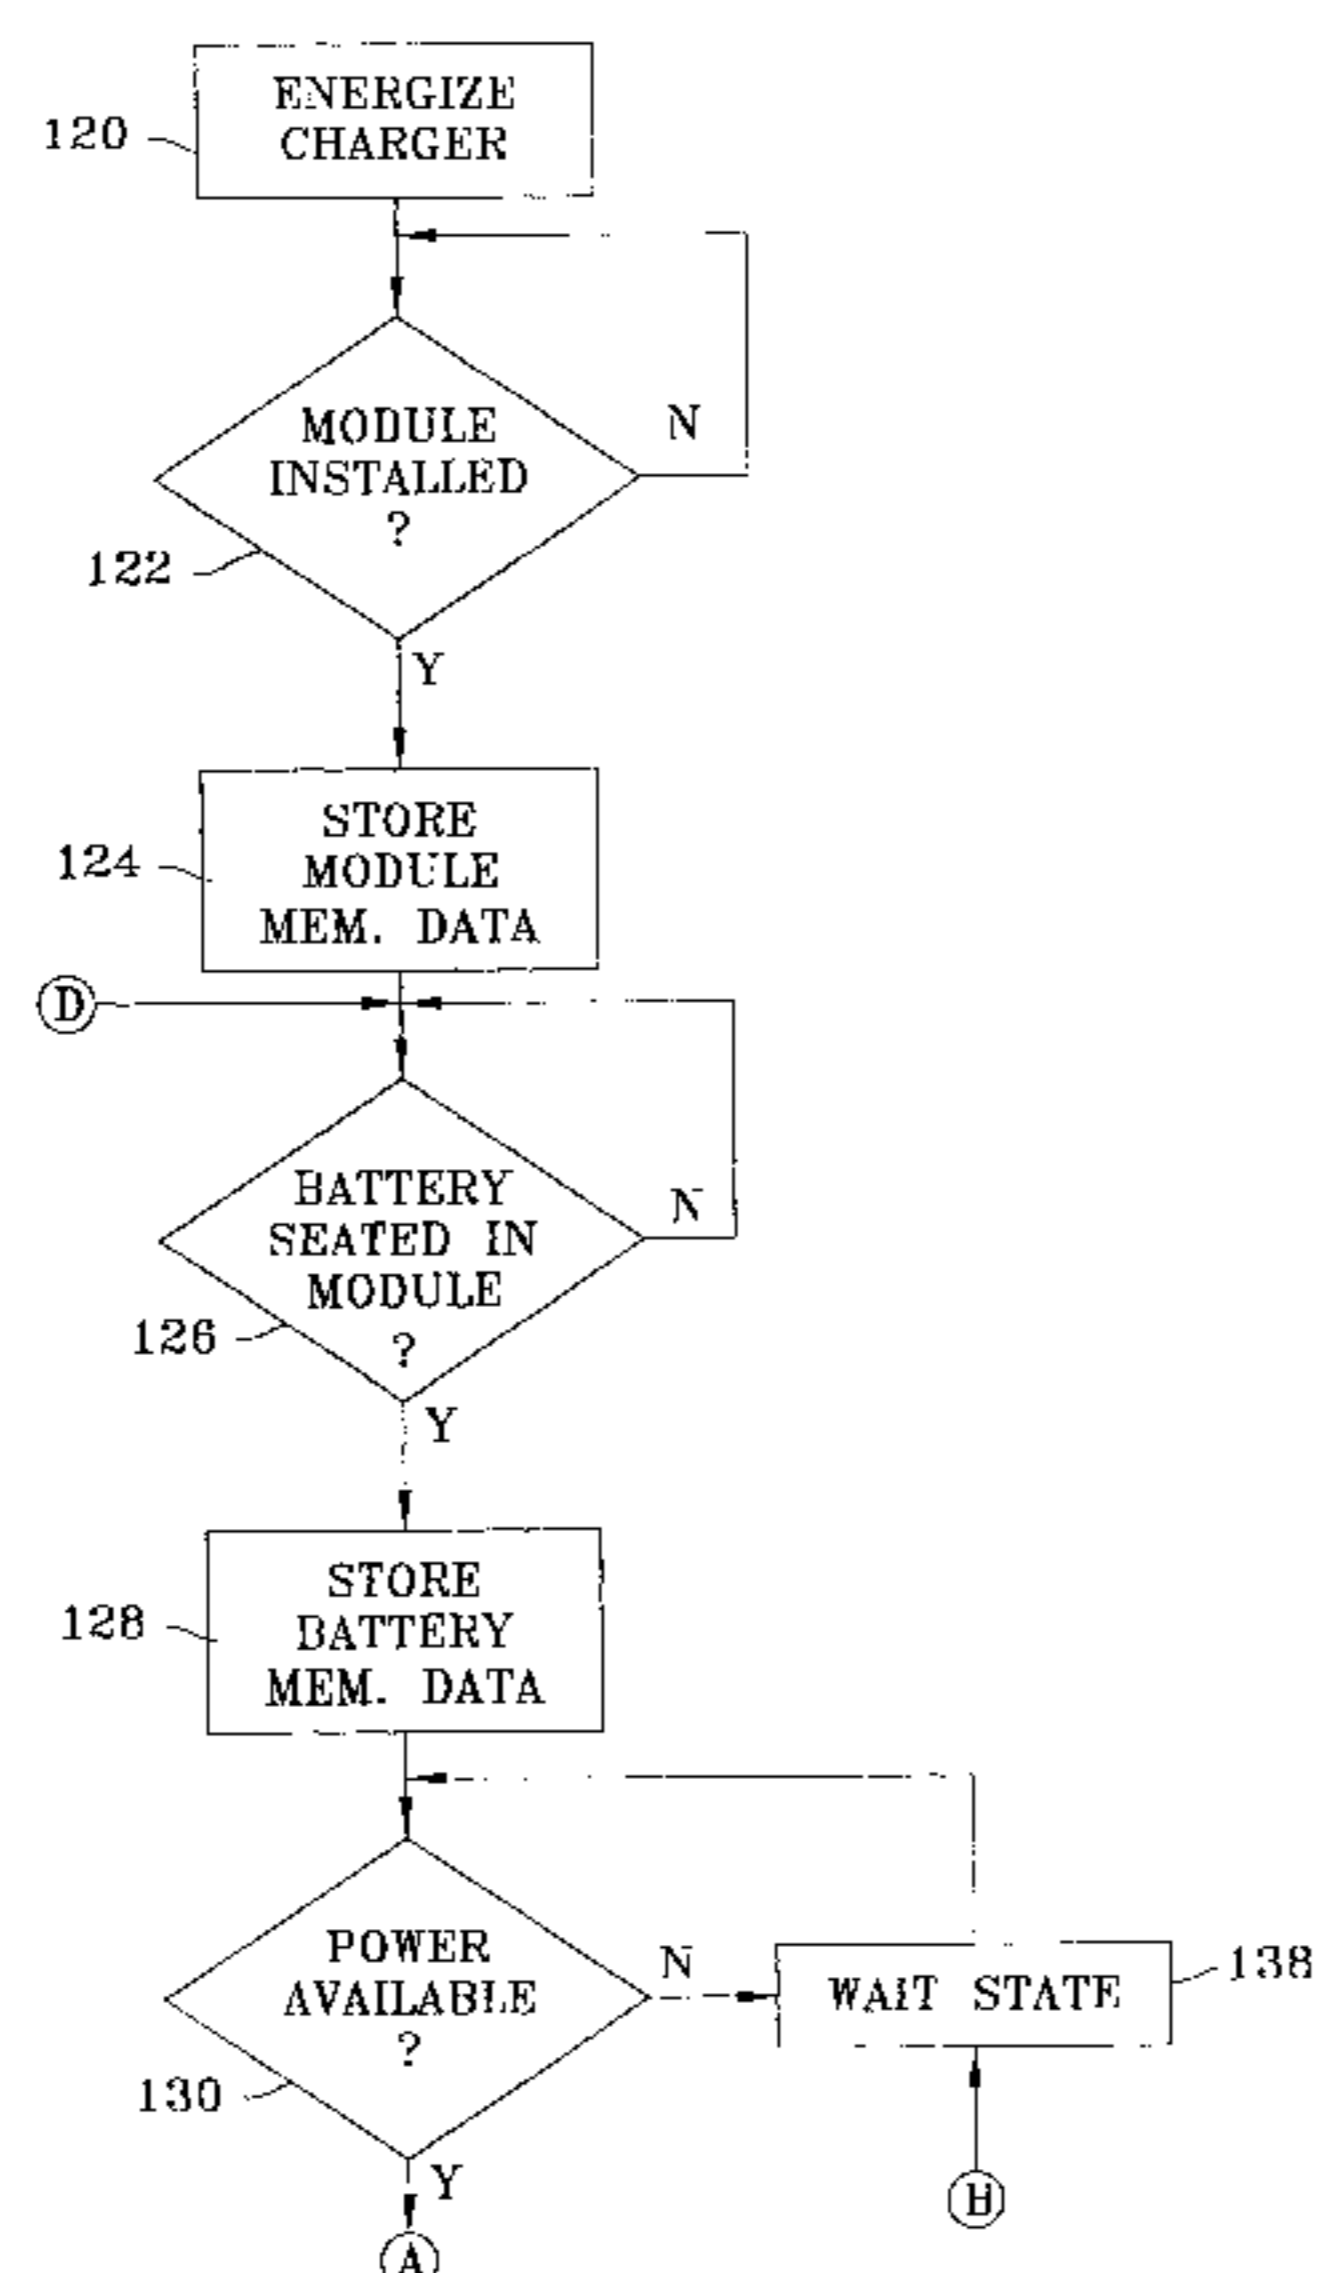 ENERGIZE
CHARGER
120
MODULE
INSTALLED
?
N
122
Y
STORE
MODULE
MEM. DATA
124
D
BATTERY
SEATED IN
MODULE
?
N
126
Y
STORE
BATTERY
MEM. DATA
128
POWER
AVAILABLE
?
N
WAIT STATE
138
130
Y
A